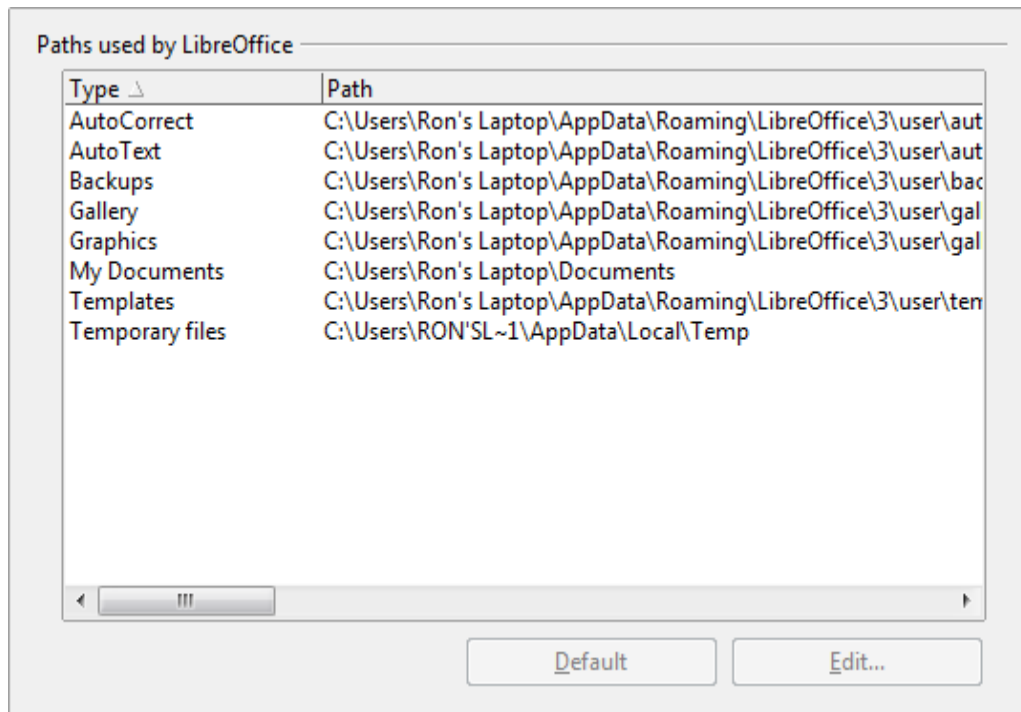 Paths used by LibreOffice
Type Path
AutoCorrect C:\Users\Ron's Laptop\AppData\Roaming\LibreOffice\3\user\aut
AutoText C:\Users\Ron's Laptop\AppData\Roaming\LibreOffice\3\user\aut
Backups C:\Users\Ron's Laptop\AppData\Roaming\LibreOffice\3\user\bac
Gallery C:\Users\Ron's Laptop\AppData\Roaming\LibreOffice\3\user\gal
Graphics C:\Users\Ron's Laptop\AppData\Roaming\LibreOffice\3\user\gal
My Documents C:\Users\Ron's Laptop\Documents
Templates C:\Users\Ron's Laptop\AppData\Roaming\LibreOffice\3\user\tem
Temporary files C:\Users\RON'SL~1\AppData\Local\Temp
Default Edit...